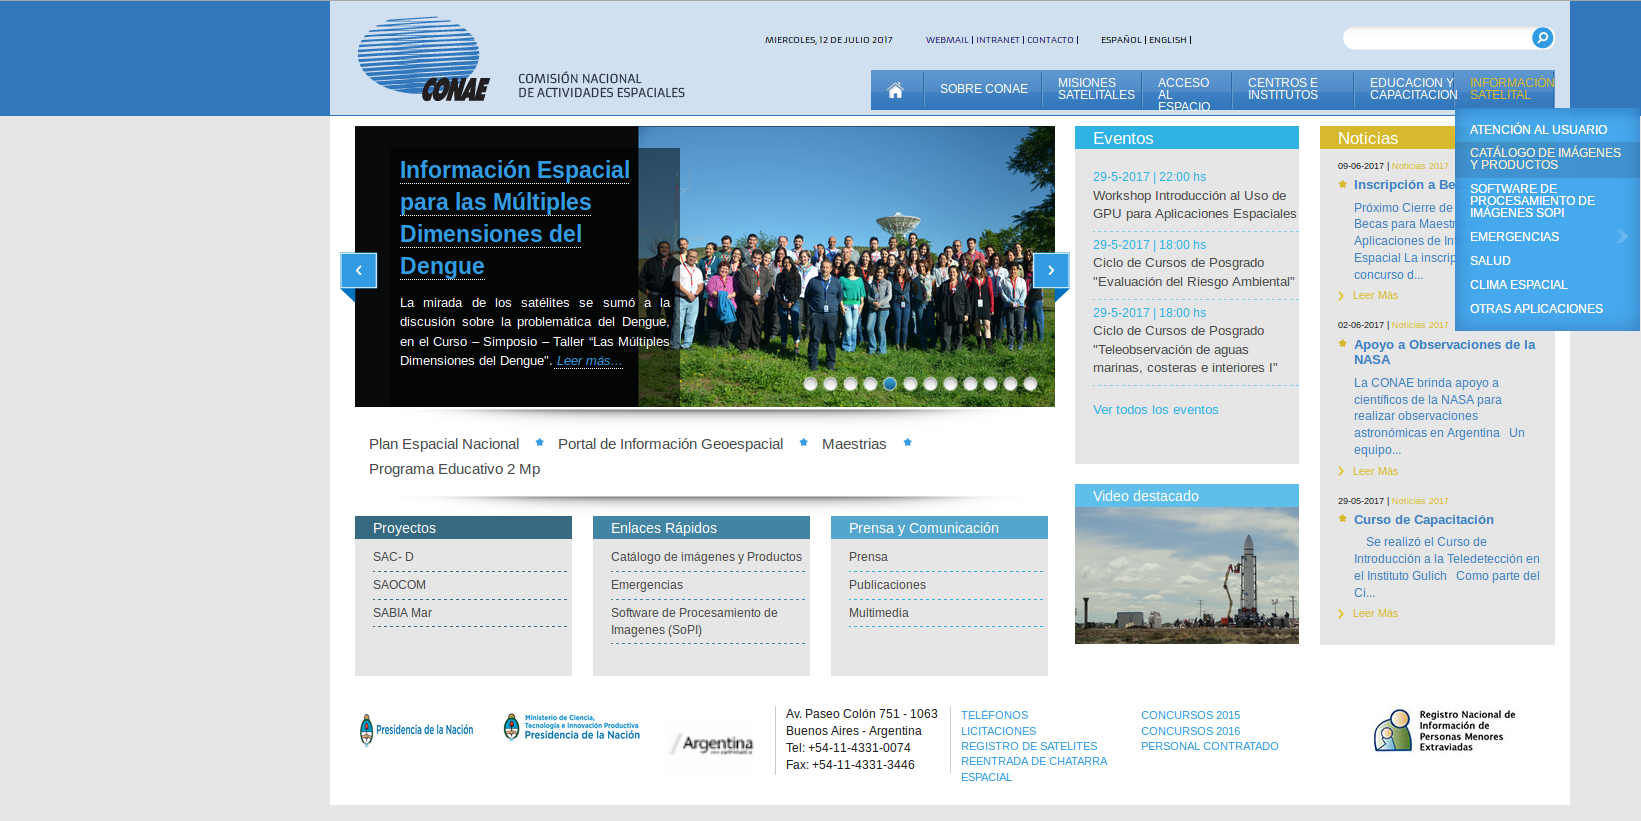 CONAE
COMISIÓN NACIONAL
DE ACTIVIDADES ESPACIALES
MIERCOLES, 12 DE JULIO 2017
WEBMAIL | INTRANET | CONTACTO |
ESPAÑOL | ENGLISH |
SOBRE CONAE
MISIONES
SATELITALES
ACCESO
AL
ESPACIO
CENTROS E
INSTITUTOS
EDUCACION Y
CAPACITACION
INFORMACIÓN
SATELITAL
ATENCIÓN AL USUARIO
CATÁLOGO DE IMÁGENES
Y PRODUCTOS
SOFTWARE DE
PROCESAMIENTO DE
IMÁGENES SOPI
EMERGENCIAS
SALUD
CLIMA ESPACIAL
OTRAS APLICACIONES
Información Espacial
para las Múltiples
Dimensiones del
Dengue
La mirada de los satélites se sumó a la
discusión sobre la problemática del Dengue,
en el Curso – Simposio – Taller “Las Múltiples
Dimensiones del Dengue". Leer más...
Plan Espacial Nacional
Portal de Información Geoespacial
Maestrias
Programa Educativo 2 Mp
Eventos
29-5-2017 | 22:00 hs
Workshop Introducción al Uso de
GPU para Aplicaciones Espaciales
29-5-2017 | 18:00 hs
Ciclo de Cursos de Posgrado
"Evaluación del Riesgo Ambiental"
29-5-2017 | 18:00 hs
Ciclo de Cursos de Posgrado
"Teleobservación de aguas
marinas, costeras e interiores I"
Ver todos los eventos
Video destacado
Noticias
09-06-2017 | Noticias 2017
Inscripción a Be
Próximo Cierre de
Becas para Maestr
Aplicaciones de In
Espacial La inscrip
concurso d...
Leer Más
02-06-2017 | Noticias 2017
Apoyo a Observaciones de la
NASA
La CONAE brinda apoyo a
científicos de la NASA para
realizar observaciones
astronómicas en Argentina Un
equipo...
Leer Más
29-05-2017 | Noticias 2017
Curso de Capacitación
Se realizó el Curso de
Introducción a la Teledetección en
el Instituto Gulich Como parte del
Ci...
Leer Más
Proyectos
SAC- D
SAOCOM
SABIA Mar
Enlaces Rápidos
Catálogo de imágenes y Productos
Emergencias
Software de Procesamiento de
Imagenes (SoPI)
Prensa y Comunicación
Prensa
Publicaciones
Multimedia
Presidencia de la Nación
Ministerio de Ciencia,
Tecnología e Innovación Productiva
Presidencia de la Nación
Argentina
Av. Paseo Colón 751 - 1063
Buenos Aires - Argentina
Tel: +54-11-4331-0074
Fax: +54-11-4331-3446
TELÉFONOS
LICITACIONES
REGISTRO DE SATELITES
REENTRADA DE CHATARRA
ESPACIAL
CONCURSOS 2015
CONCURSOS 2016
PERSONAL CONTRATADO
Registro Nacional de
Información de
Personas Menores
Extraviadas